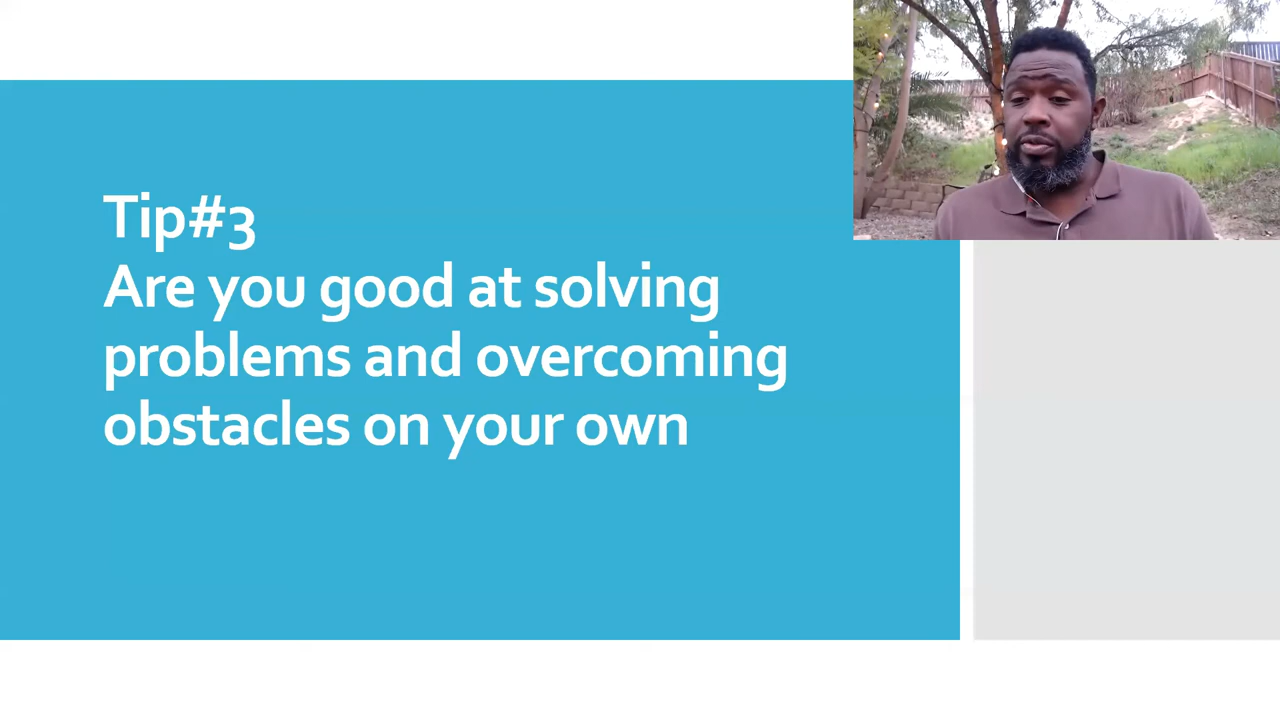 Tip#3
Are you good at solving
problems and overcoming
obstacles on your own